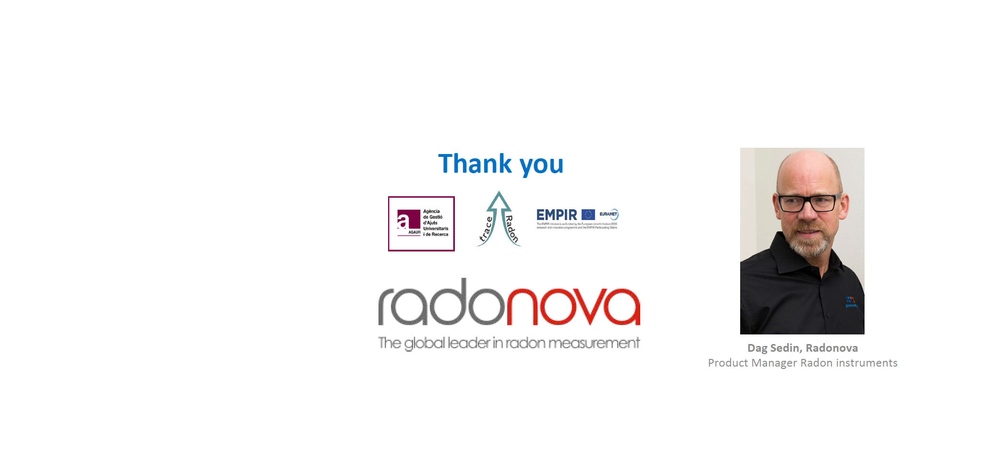 Thank you
Agència
de Gestió
d'Ajuts
Universitaris
i de Recerca
a
AGAUR
trace Radon
EMPIR
EURAMET
The EMPIR initiative is co-funded by the European Union's Horizon 2020
research and innovation programme and the EMPIR Participating States
radonova
The global leader in radon measurement
Dag Sedin, Radonova
Product Manager Radon instruments